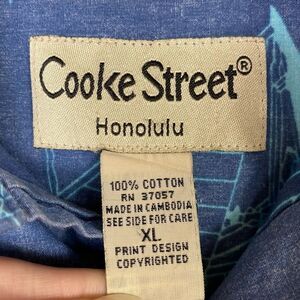 Cooke Street®
Honolulu
100% COTTON
RN 37057
MADE IN CAMBODIA
SEE SIDE FOR CARE
XL
PRINT DESIGN
COPYRIGHTED